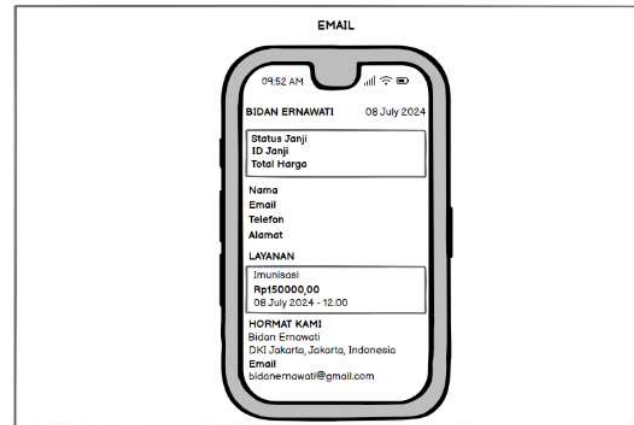 EMAIL
09:52 AM
BIDAN ERNAWATI 08 July 2024
Status Janji
ID Janji
Total Harga
Nama
Email
Telefon
Alamat
LAYANAN
Imunisasi
Rp150000,00
08 July 2024 - 12.00
HORMAT KAMI
Bidan Ernawati
DKI Jakarta, Jakarta, Indonesia
Email
bidanernawati@gmail.com